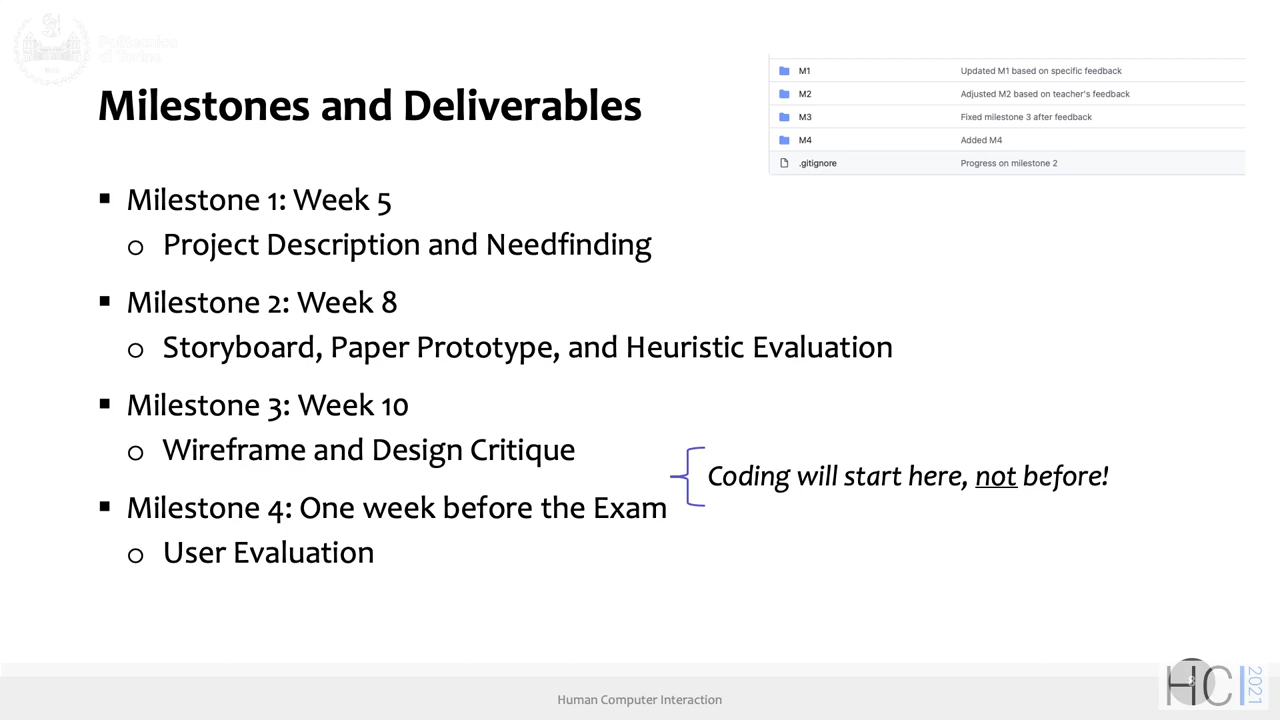 Politecnico
di Torino
Milestones and Deliverables
M1 Updated M1 based on specific feedback
M2 Adjusted M2 based on teacher's feedback
M3 Fixed milestone 3 after feedback
M4 Added M4
.gitignore Progress on milestone 2
▪ Milestone 1: Week 5
o Project Description and Needfinding
▪ Milestone 2: Week 8
o Storyboard, Paper Prototype, and Heuristic Evaluation
▪ Milestone 3: Week 10
o Wireframe and Design Critique
Coding will start here, not before!
▪ Milestone 4: One week before the Exam
o User Evaluation
Human Computer Interaction
HCI 2021
8